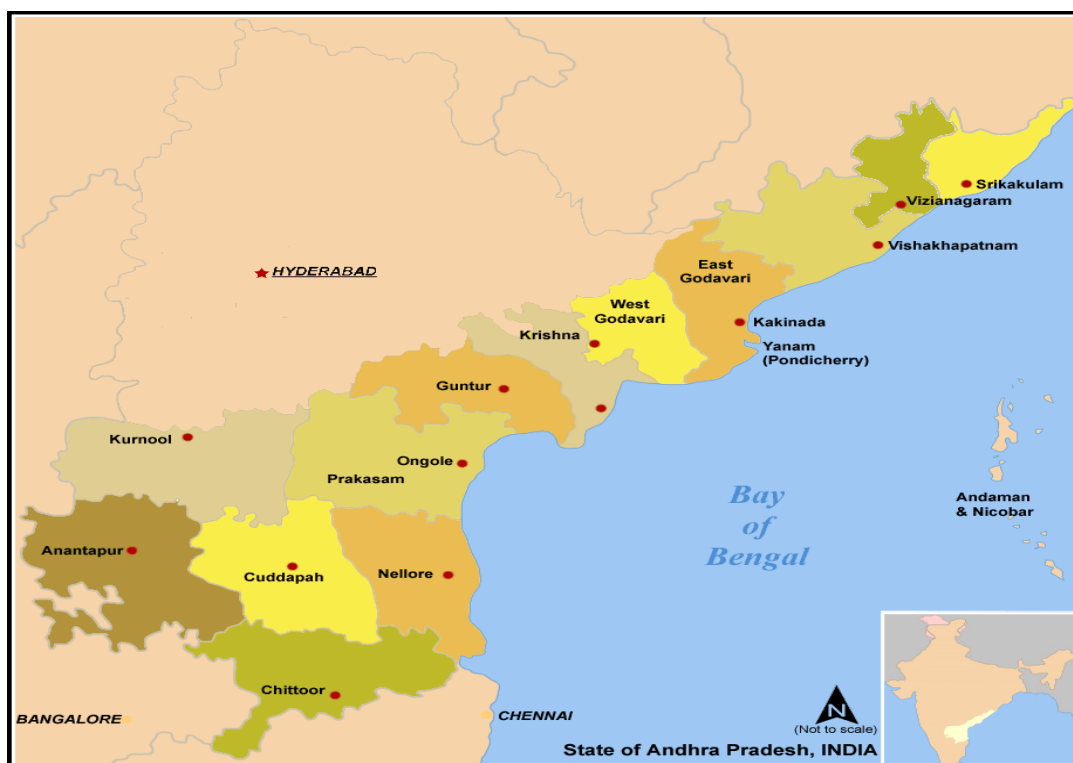 Srikakulam
Vizianagaram
Vishakhapatnam
East
Godavari
HYDERABAD
West
Godavari
Kakinada
Krishna
Yanam
(Pondicherry)
Guntur
Kurnool
Ongole
Prakasam
Bay
of
Bengal
Andaman
& Nicobar
Anantapur
Cuddapah
Nellore
Chittoor
BANGALORE
CHENNAI
N
(Not to scale)
State of Andhra Pradesh, INDIA